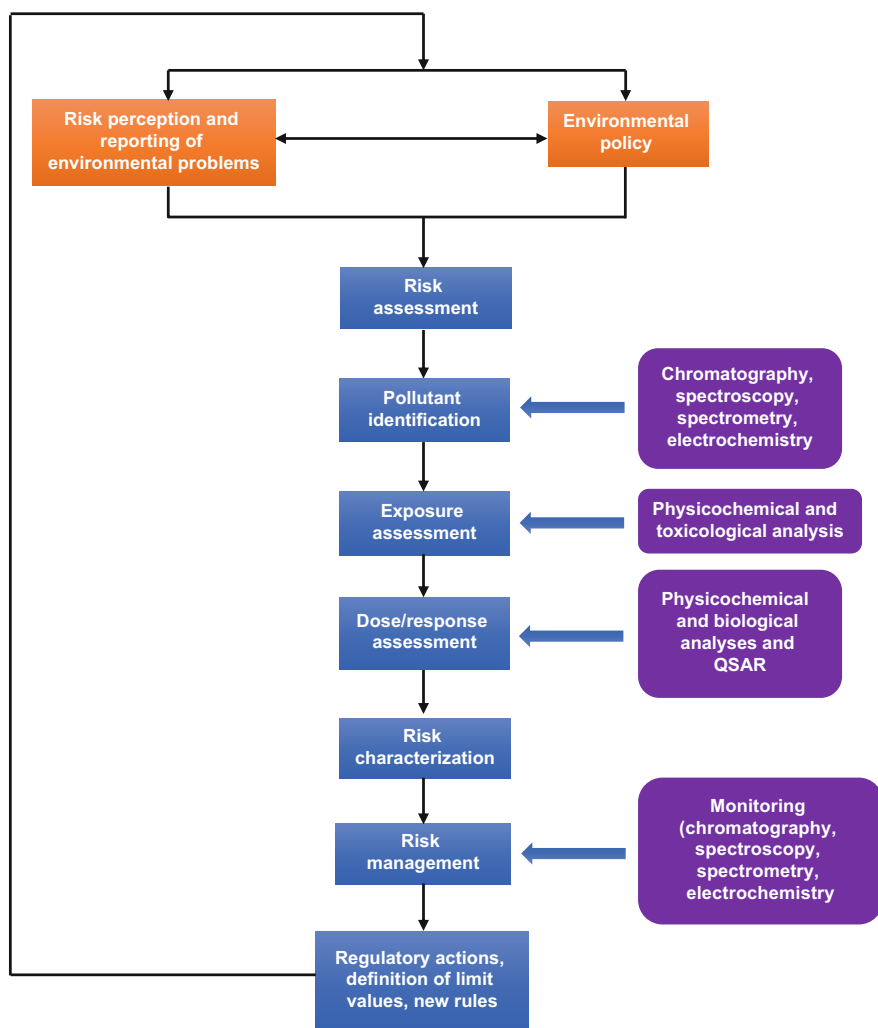 Risk perception and
reporting of
environmental problems
Environmental
policy
Risk
assessment
Pollutant
identification
Chromatography,
spectroscopy,
spectrometry,
electrochemistry
Exposure
assessment
Physicochemical and
toxicological analysis
Dose/response
assessment
Physicochemical
and biological
analyses and
QSAR
Risk
characterization
Risk
management
Monitoring
(chromatography,
spectroscopy,
spectrometry,
electrochemistry
Regulatory actions,
definition of limit
values, new rules